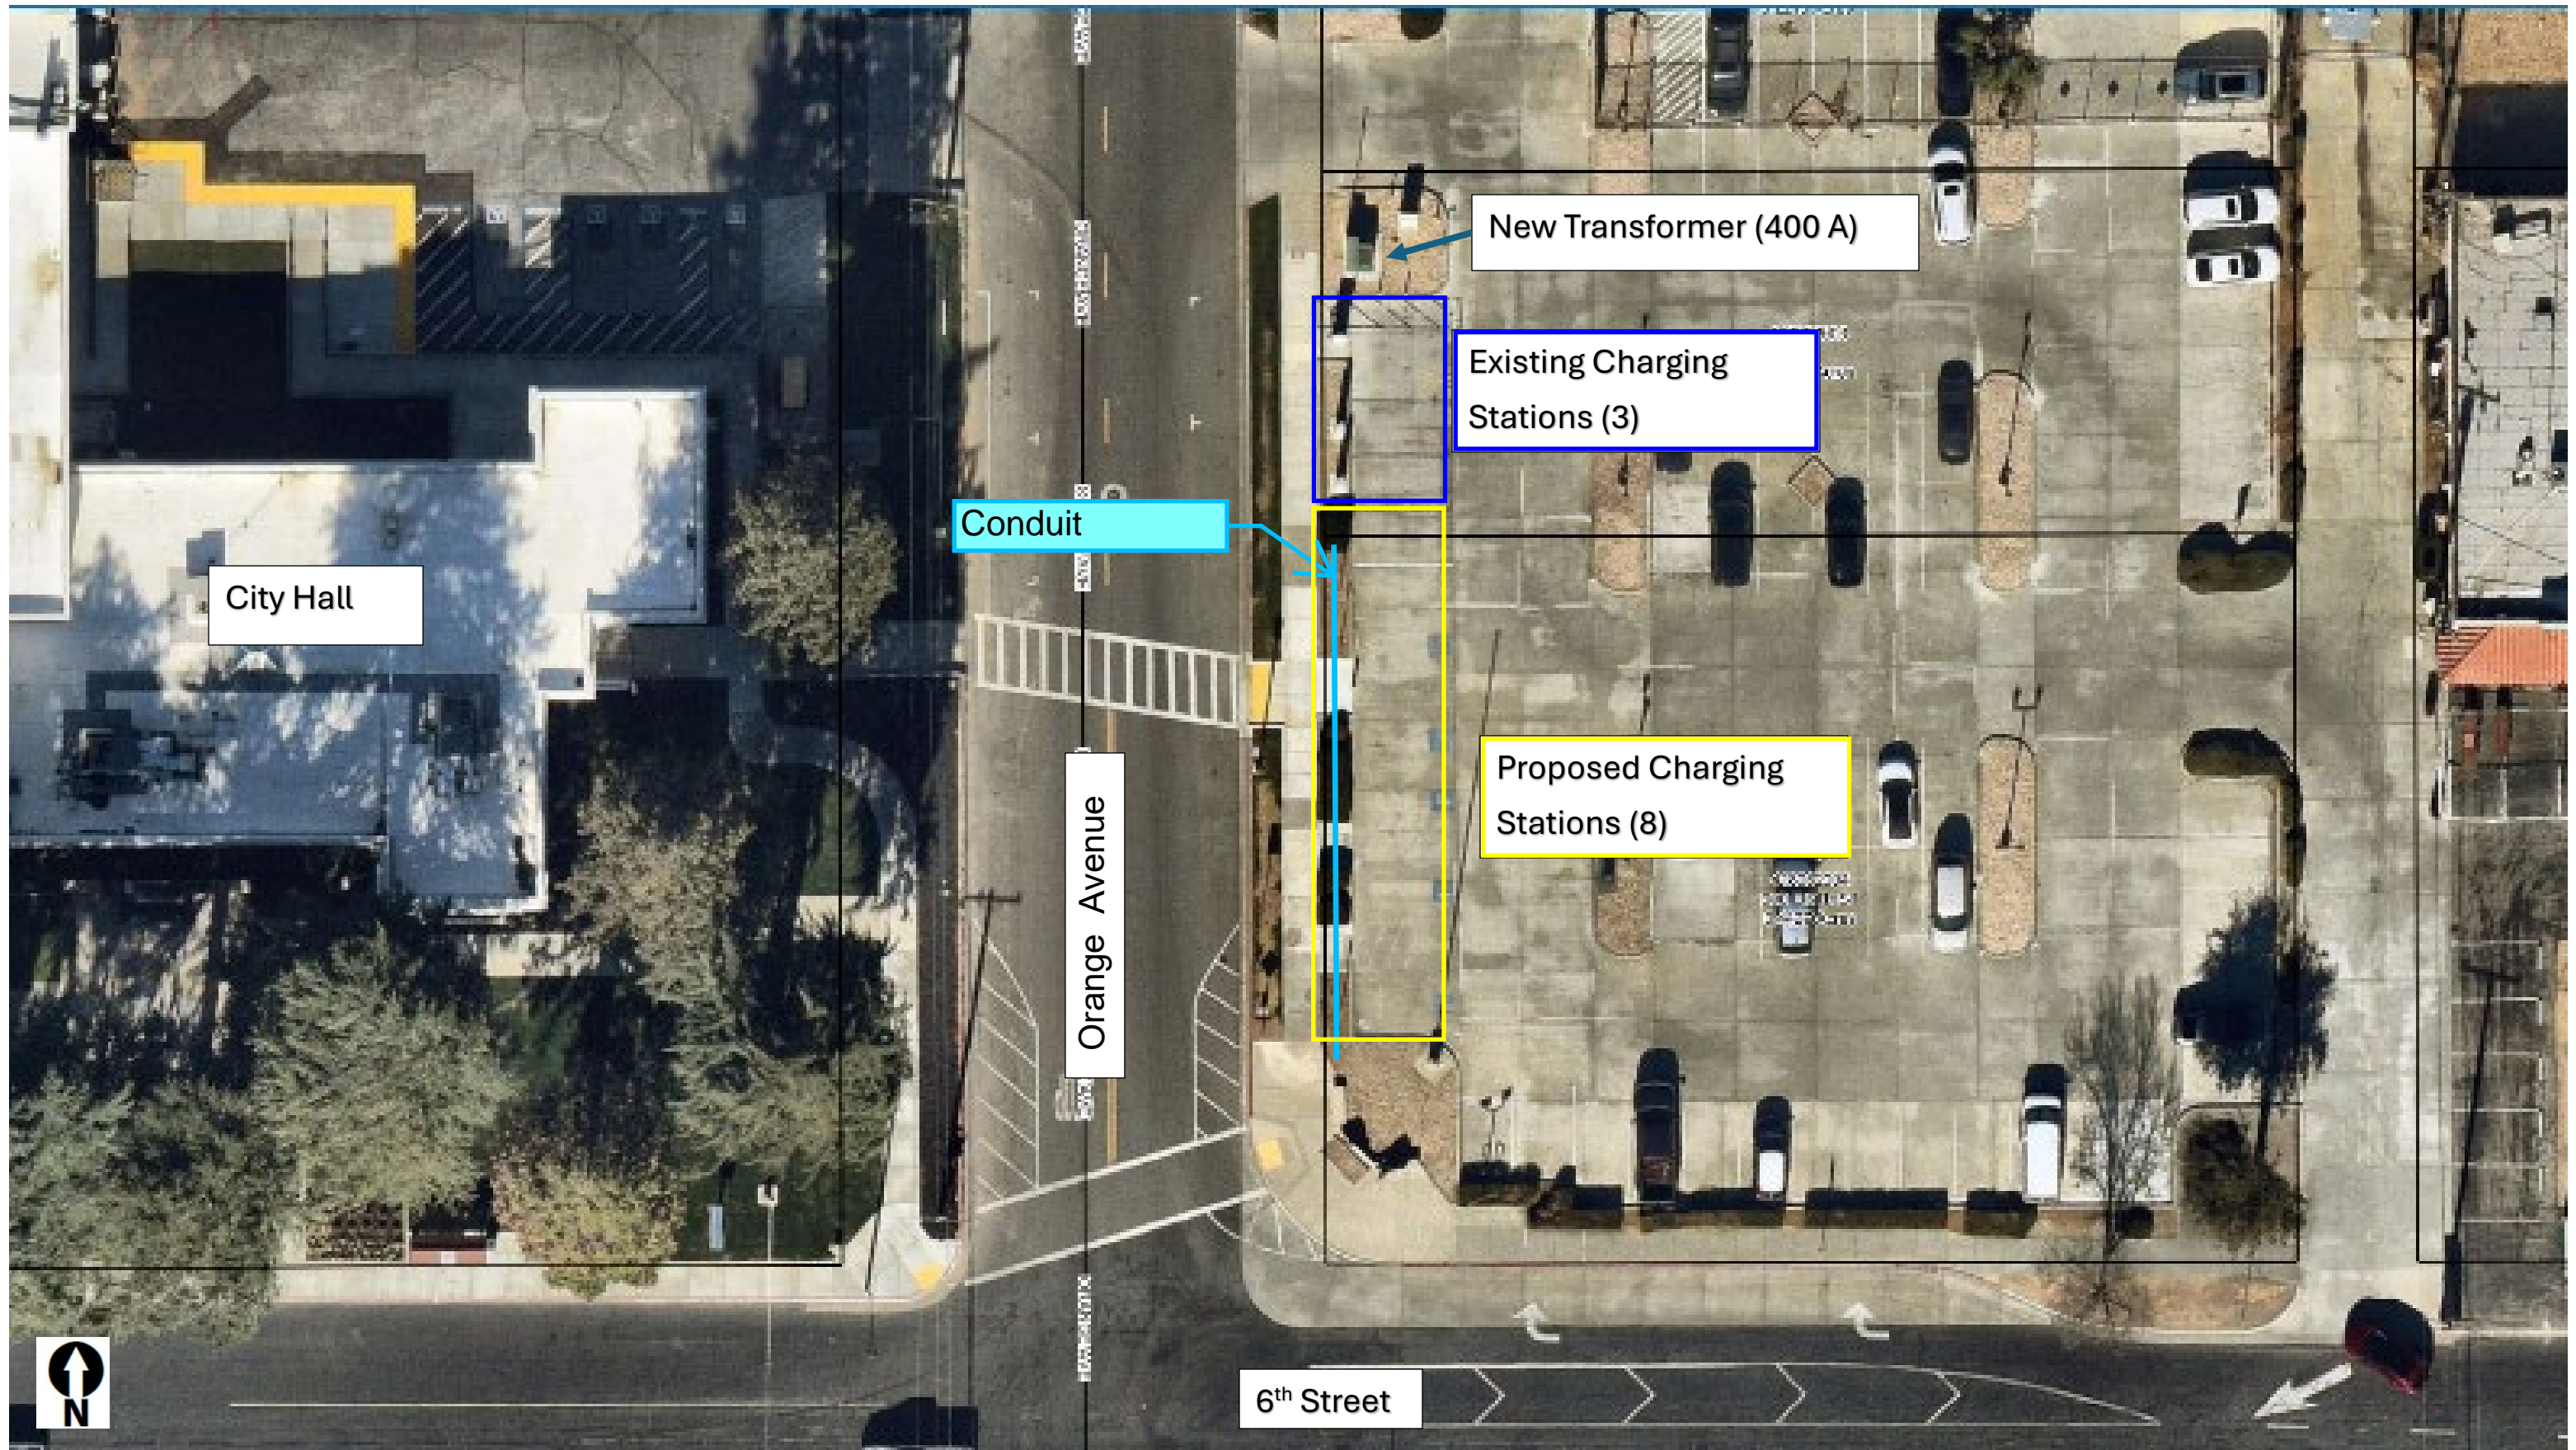 New Transformer (400 A)
Existing Charging
Stations (3)
Conduit
City Hall
Proposed Charging
Stations (8)
Orange Avenue
6th Street
N